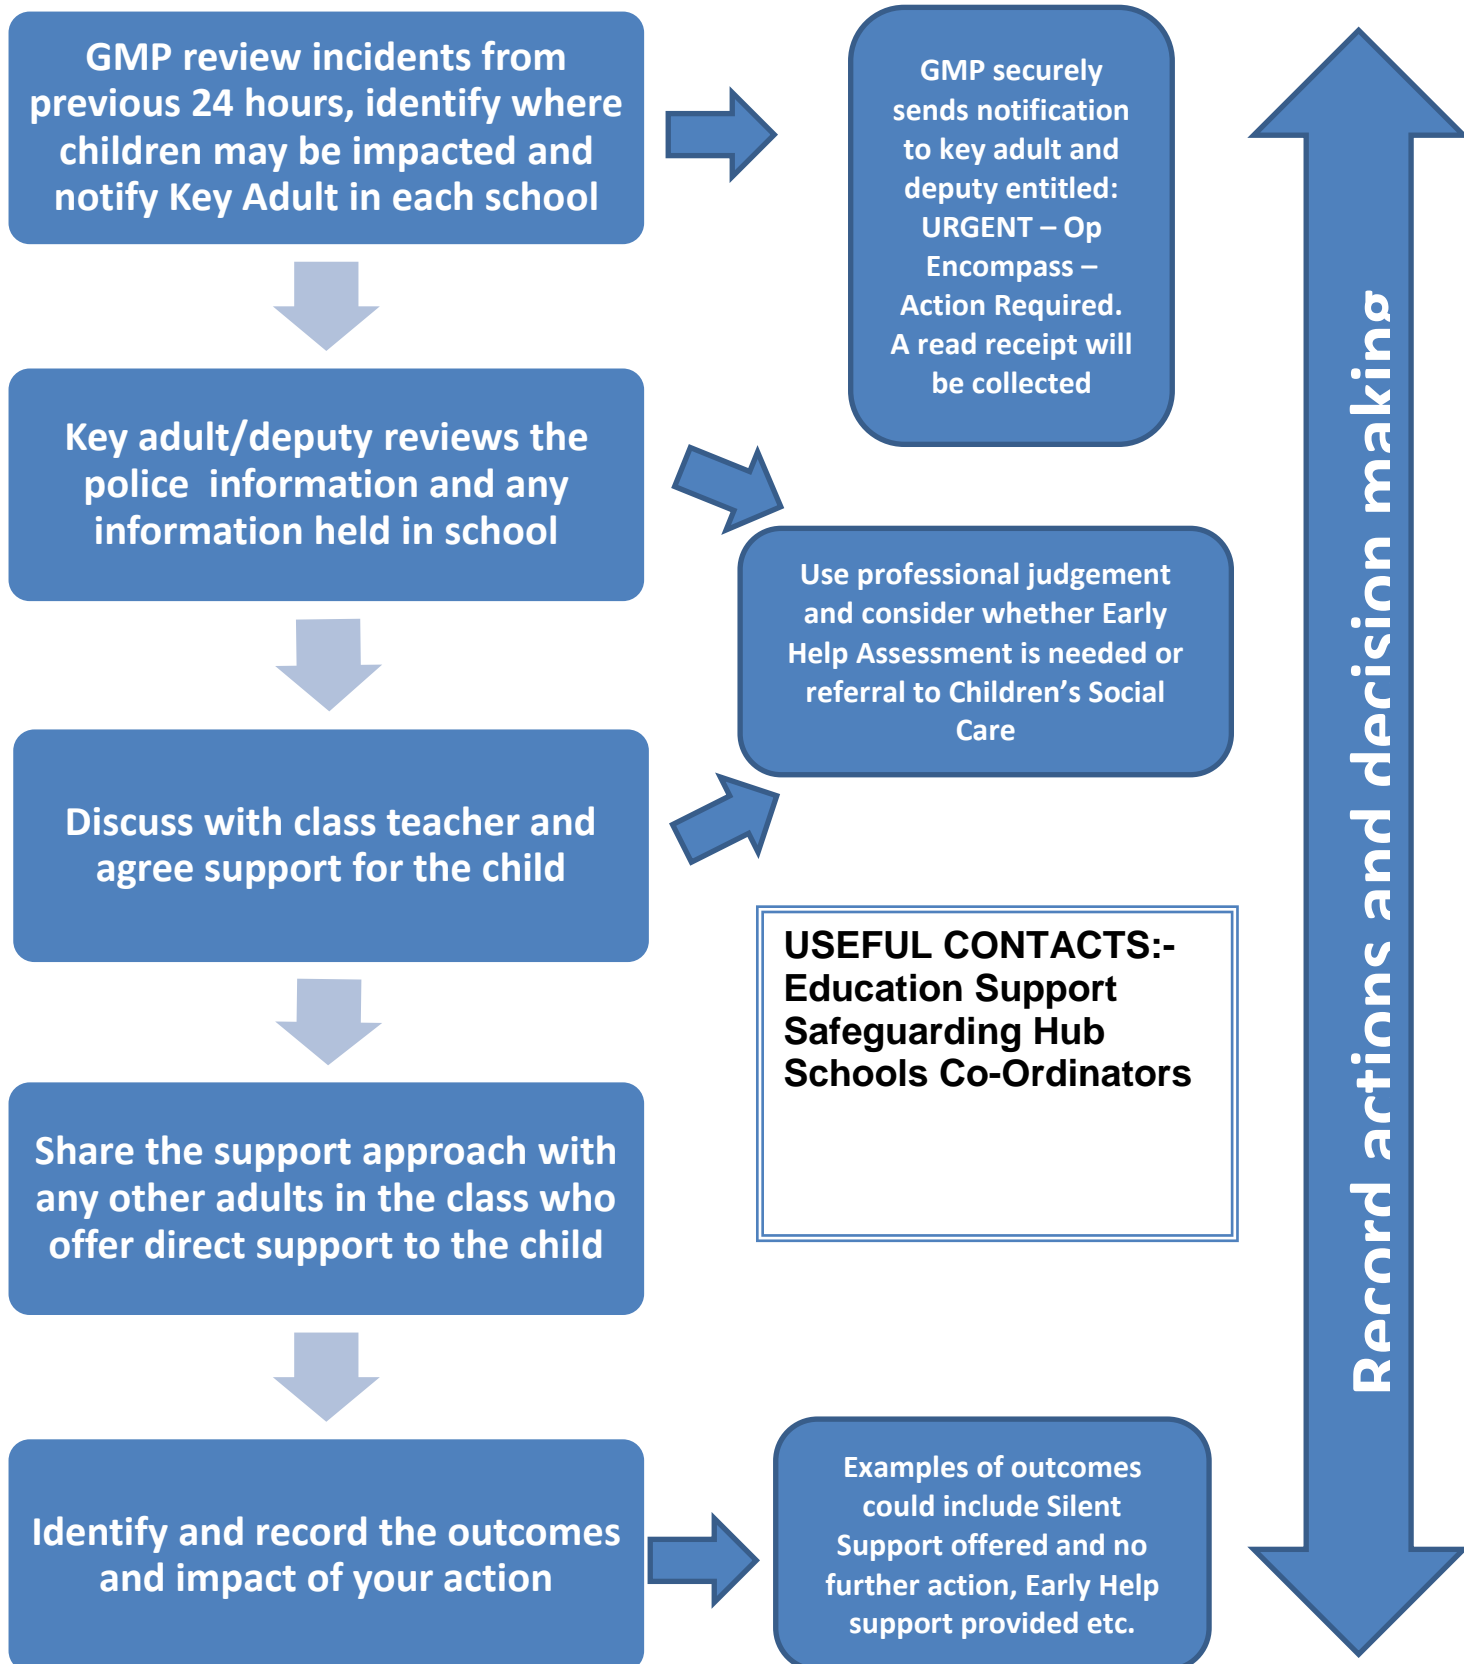 GMP review incidents from
previous 24 hours, identify where
children may be impacted and
notify Key Adult in each school
GMP securely
sends notification
to key adult and
deputy entitled:
URGENT – Op
Encompass –
Action Required.
A read receipt will
be collected
Key adult/deputy reviews the
police  information and any
information held in school
Use professional judgement
and consider whether Early
Help Assessment is needed or
referral to Children’s Social
Care
Discuss with class teacher and
agree support for the child
USEFUL CONTACTS:-
Education Support
Safeguarding Hub
Schools Co-Ordinators
Share the support approach with
any other adults in the class who
offer direct support to the child
Identify and record the outcomes
and impact of your action
Examples of outcomes
could include Silent
Support offered and no
further action, Early Help
support provided etc.
Record actions and decision making